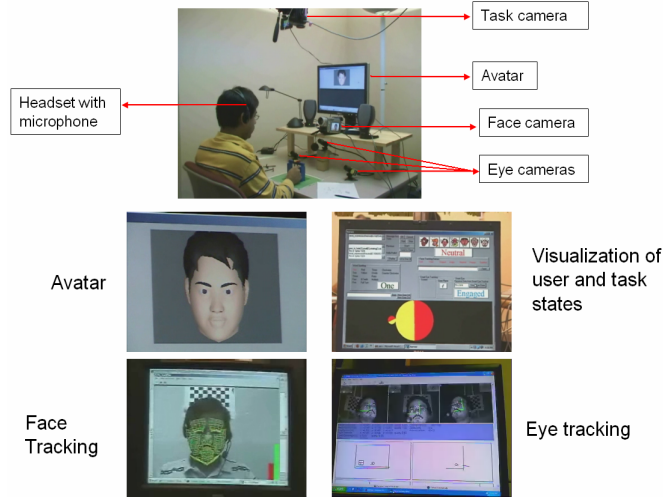 Task camera
Avatar
Headset with
microphone
Face camera
Eye cameras
Avatar
Neutral
One
Engaged
Visualization of
user and task
states
Face
Tracking
Eye tracking